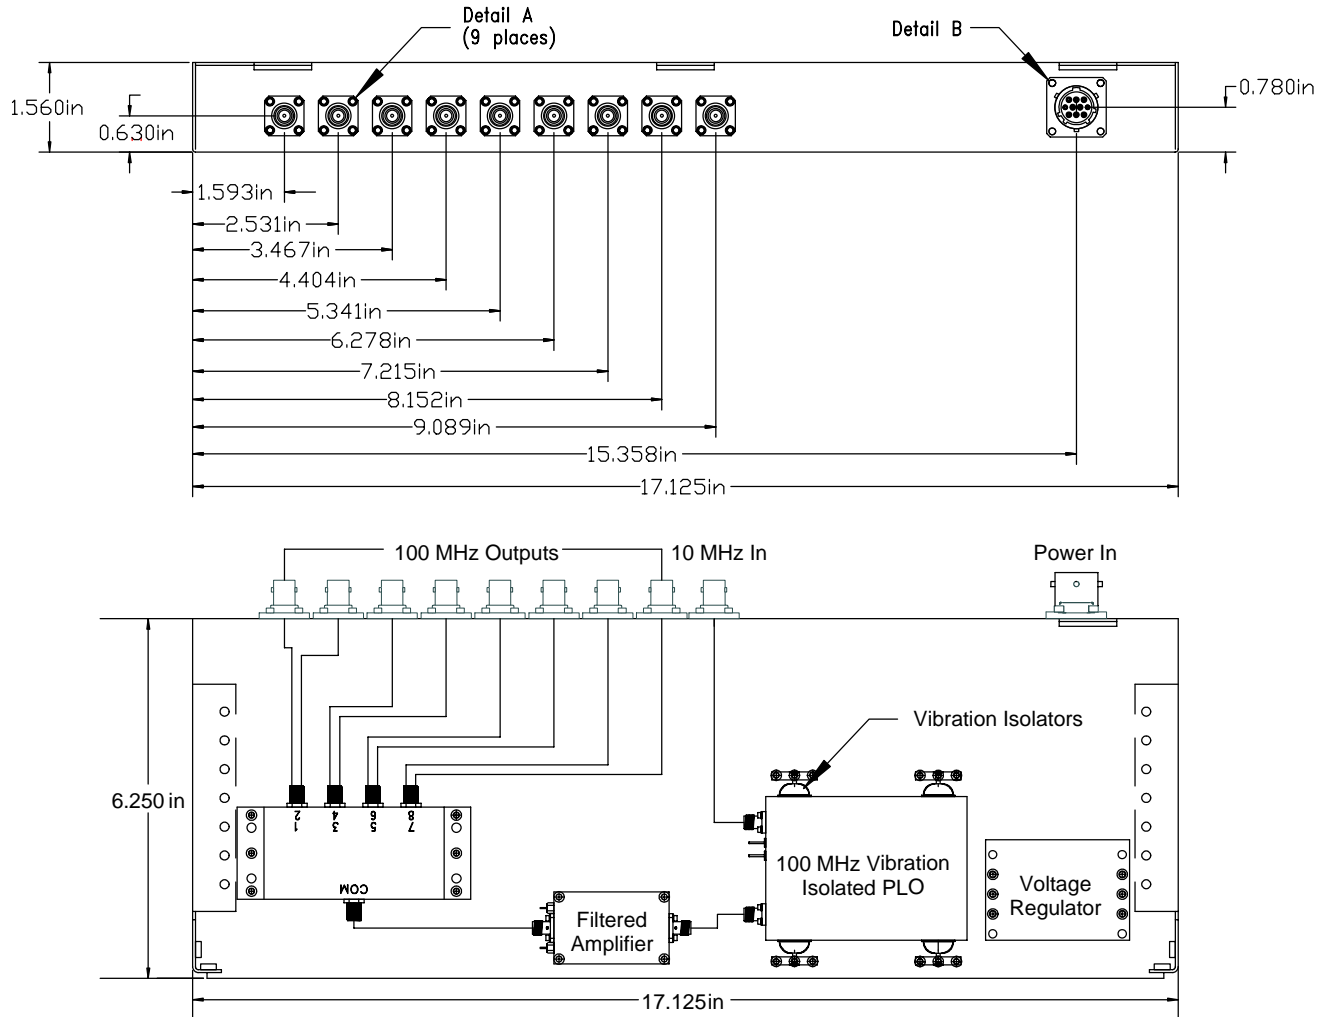 Detail A
(9 places)
Detail B
1.560in
0.630in
0.780in
1.593in
2.531in
3.467in
4.404in
5.341in
6.278in
7.215in
8.152in
9.089in
15.358in
17.125in
100 MHz Outputs
10 MHz In
Power In
Vibration Isolators
6.250 in
2 4 6 8
1 3 5 7
COM
Filtered
Amplifier
100 MHz Vibration
Isolated PLO
Voltage
Regulator
17.125in